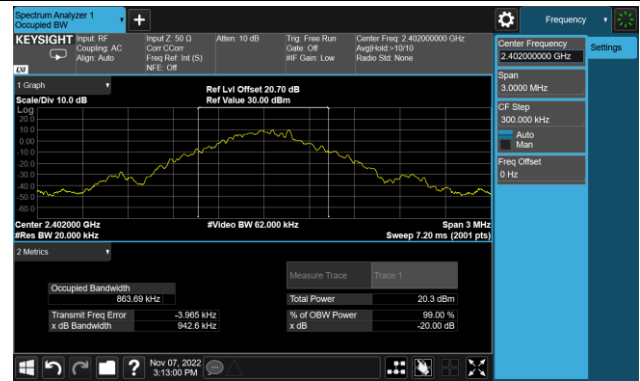 Spectrum Analyzer 1
Occupied BW
Frequency
KEYSIGHT
Input: RF
Coupling: AC
Align: Auto
Input Z: 50 Ω
Corr CCorr
Freq Ref: Int (S)
NFE: Off
Atten: 10 dB
Trig: Free Run
Gate: Off
#IF Gain: Low
Center Freq: 2.402000000 GHz
Avg|Hold:>10/10
Radio Std: None
LXI
Center Frequency
2.402000000 GHz
Settings
Span
3.0000 MHz
CF Step
300.000 kHz
Auto
Man
Freq Offset
0 Hz
1 Graph
Scale/Div 10.0 dB
Ref Lvl Offset 20.70 dB
Ref Value 30.00 dBm
Log
20.0
10.0
0.00
-10.0
-20.0
-30.0
-40.0
-50.0
-60.0
Center 2.402000 GHz
#Res BW 20.000 kHz
#Video BW 62.000 kHz
Span 3 MHz
Sweep 7.20 ms (2001 pts)
2 Metrics
Measure Trace
Trace 1
Occupied Bandwidth
863.69 kHz
Total Power
20.3 dBm
Transmit Freq Error
-3.965 kHz
% of OBW Power
99.00 %
x dB Bandwidth
942.6 kHz
x dB
-20.00 dB
?
Nov 07, 2022
3:13:00 PM